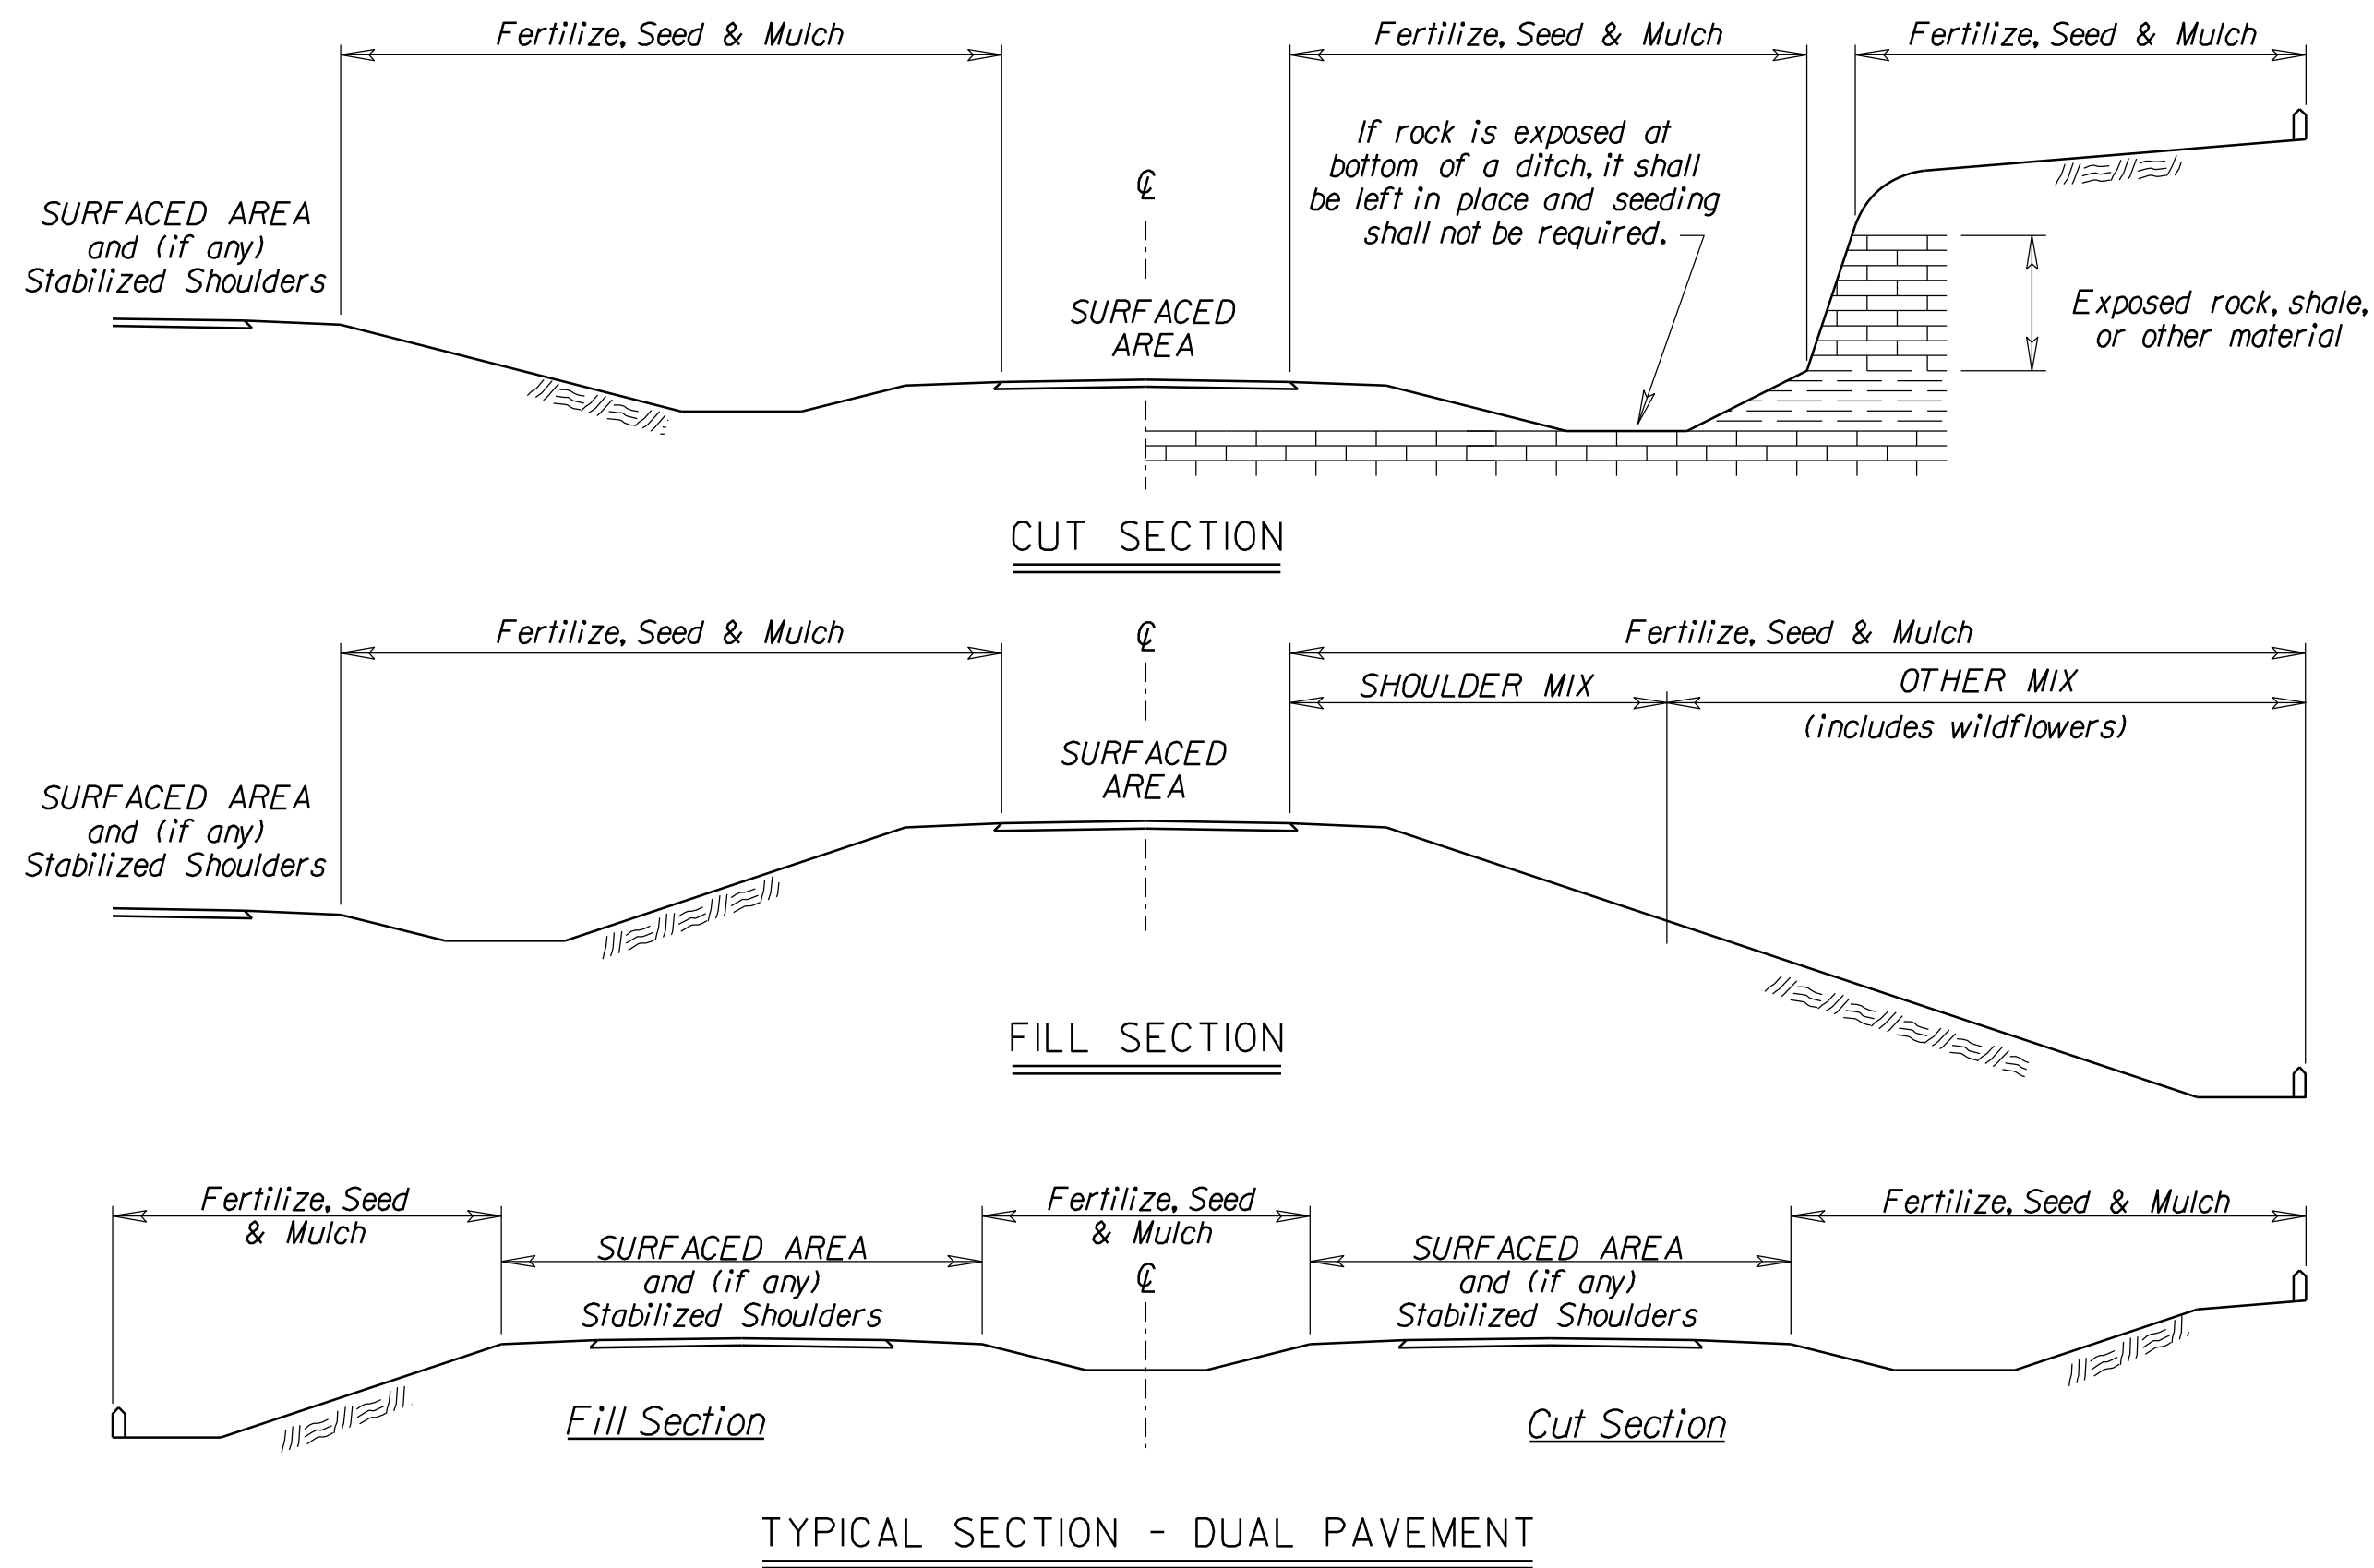 Fertilize, Seed & Mulch
Fertilize, Seed & Mulch
Fertilize, Seed & Mulch
If rock is exposed at
bottom of a ditch, it shall
be left in place and seeding
shall not be required.
℄
SURFACED AREA
and (if any)
Stabilized Shoulders
SURFACED
AREA
Exposed rock, shale,
or other material
CUT SECTION
Fertilize, Seed & Mulch
℄
Fertilize, Seed & Mulch
SHOULDER MIX
OTHER MIX
(includes wildflowers)
SURFACED
AREA
SURFACED AREA
and (if any)
Stabilized Shoulders
FILL SECTION
Fertilize, Seed
& Mulch
Fertilize, Seed
& Mulch
Fertilize, Seed & Mulch
SURFACED AREA
and (if any)
Stabilized Shoulders
℄
SURFACED AREA
and (if any)
Stabilized Shoulders
Fill Section
Cut Section
TYPICAL SECTION - DUAL PAVEMENT